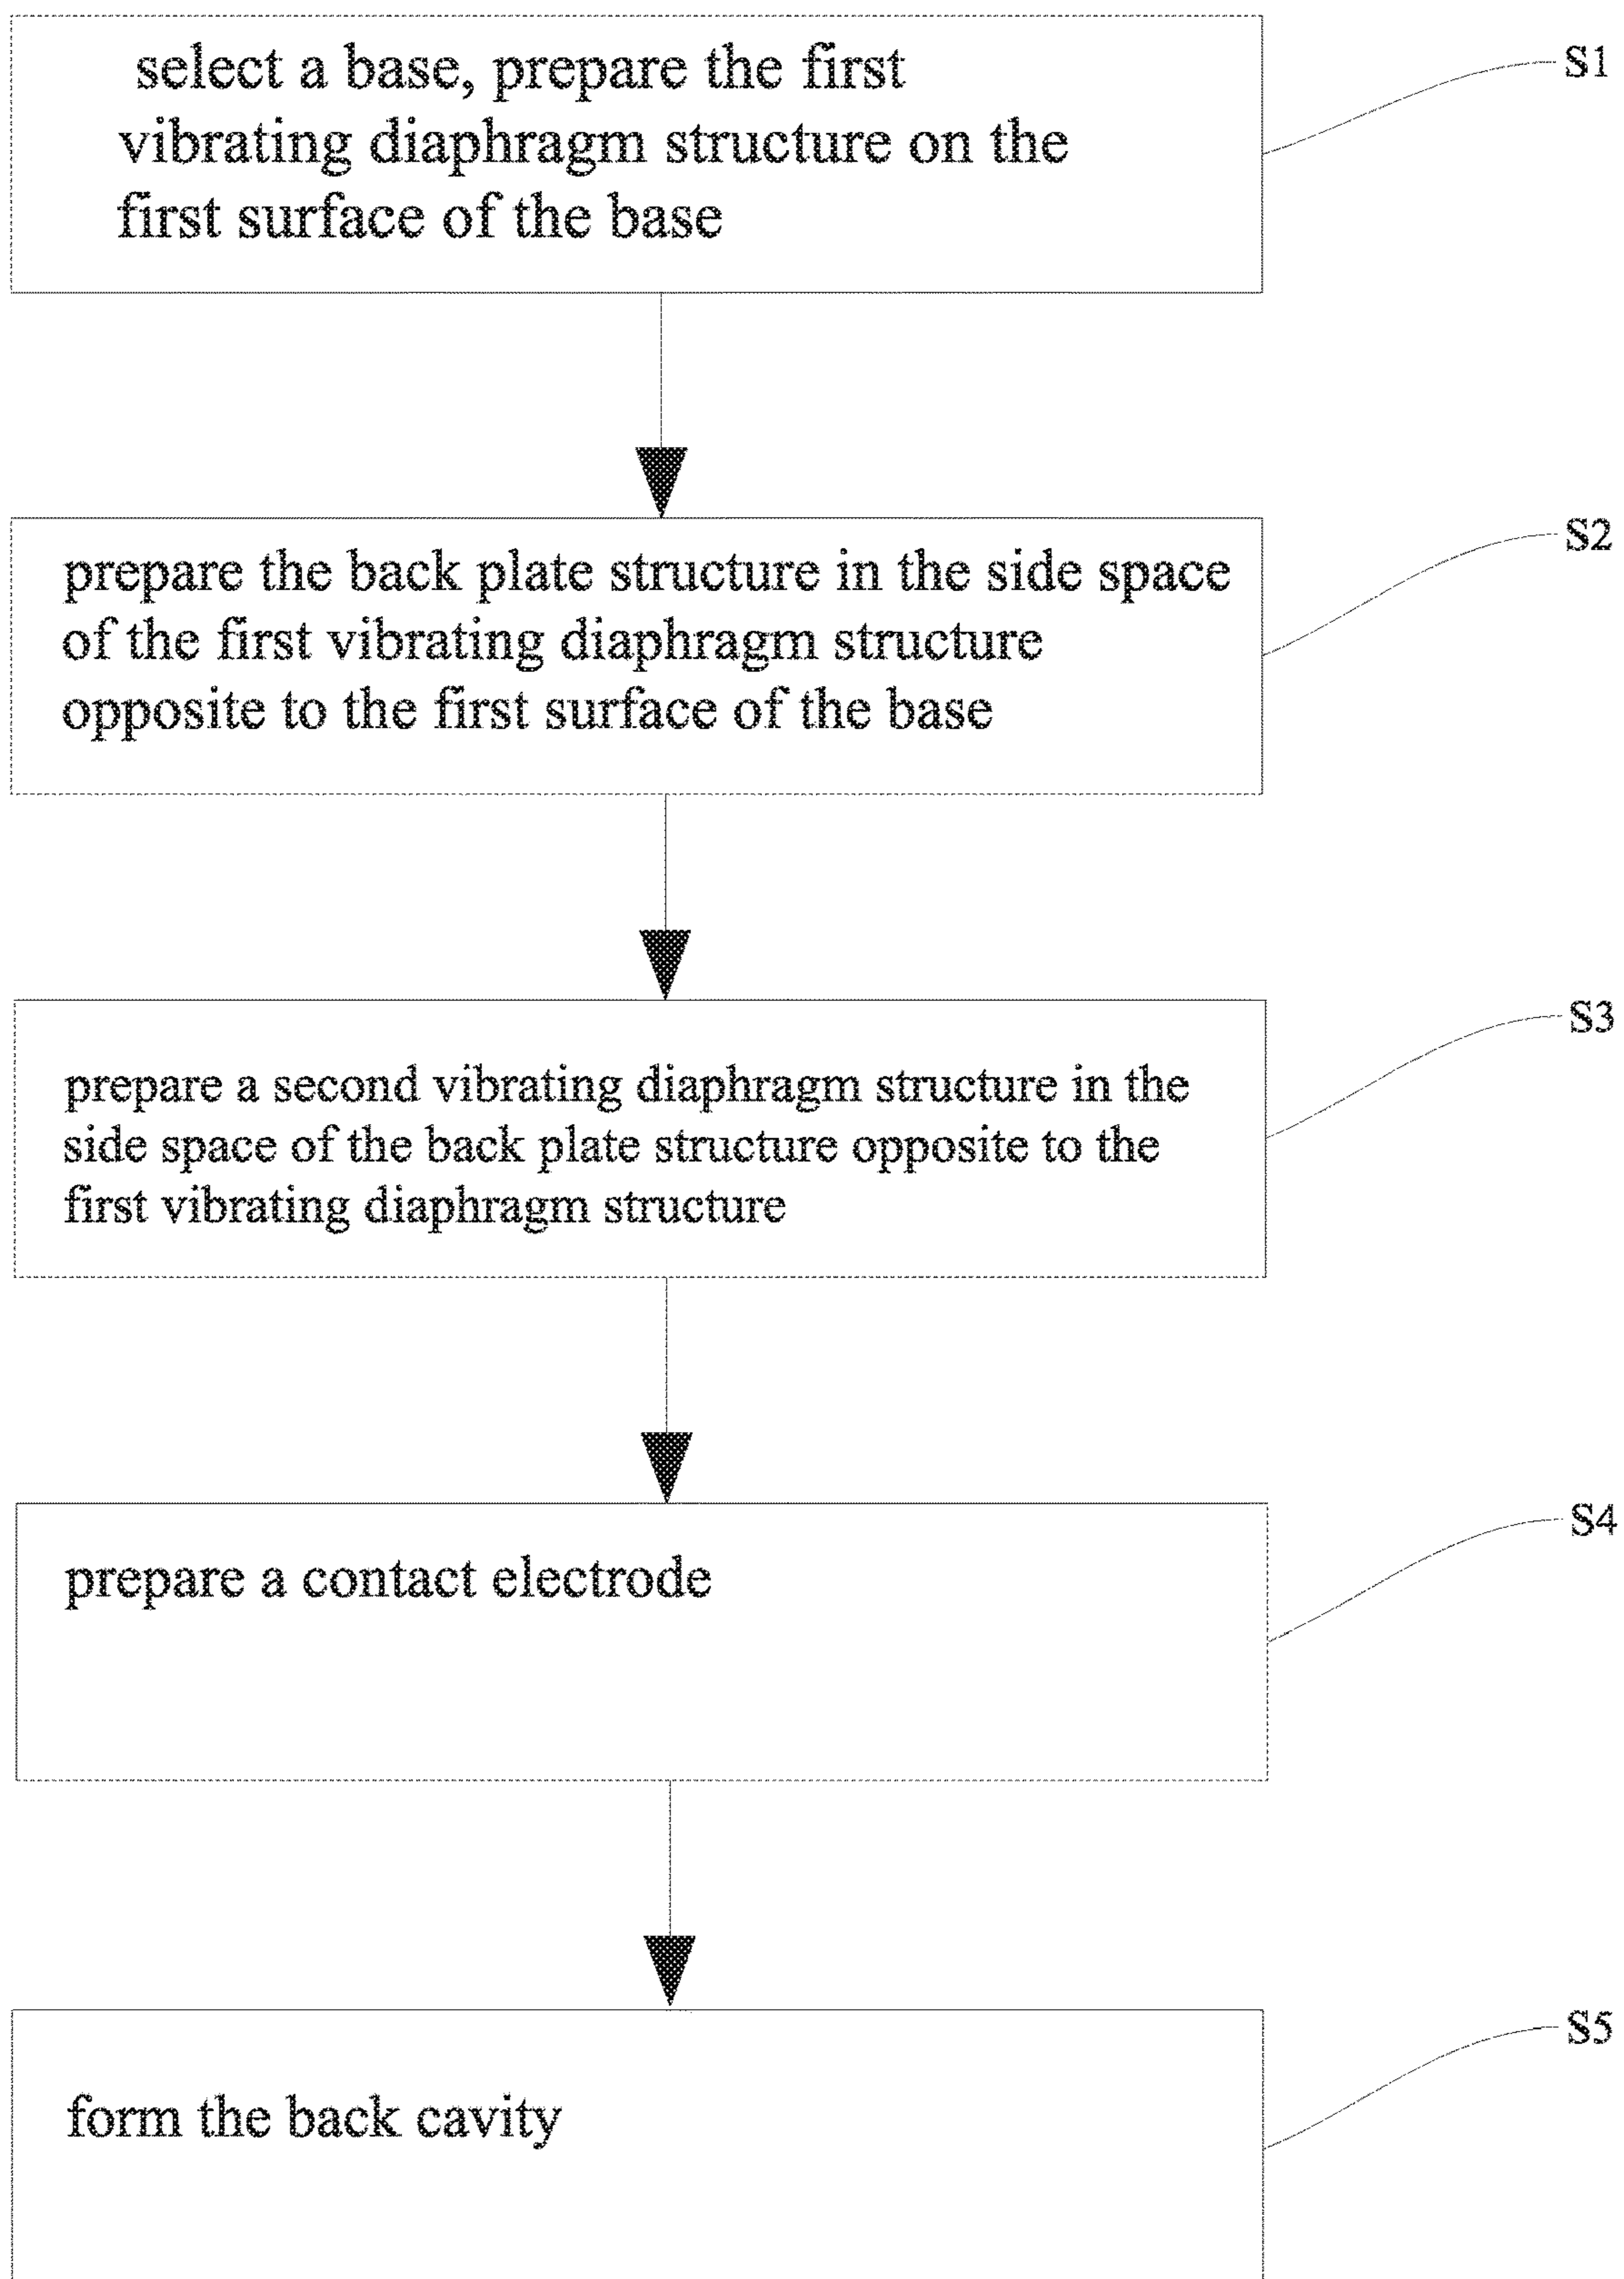 select a base, prepare the first
vibrating diaphragm structure on the
first surface of the base
S1
prepare the back plate structure in the side space
of the first vibrating diaphragm structure
opposite to the first surface of the base
S2
prepare a second vibrating diaphragm structure in the
side space of the back plate structure opposite to the
first vibrating diaphragm structure
S3
prepare a contact electrode
S4
form the back cavity
S5